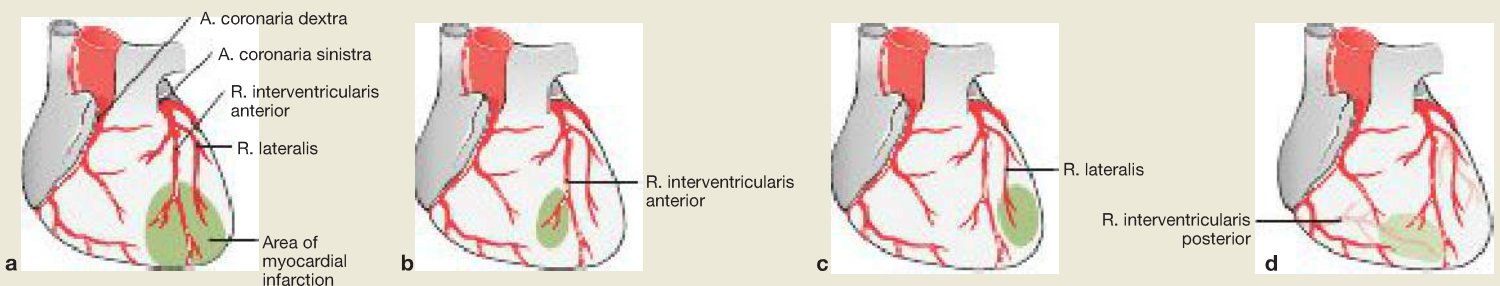 A. coronaria dextra
A. coronaria sinistra
R. interventricularis
anterior
R. lateralis
Area of
myocardial
infarction
a
R. interventricularis
anterior
b
R. lateralis
c
R. interventricularis
posterior
d